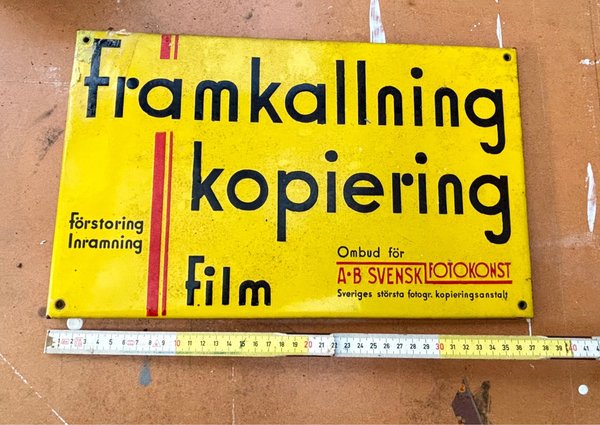 framkallning
kopiering
förstoring
Inramning
film
Ombud för
A•B SVENSK FOTOKONST
Sveriges största fotogr. kopieringsanstalt